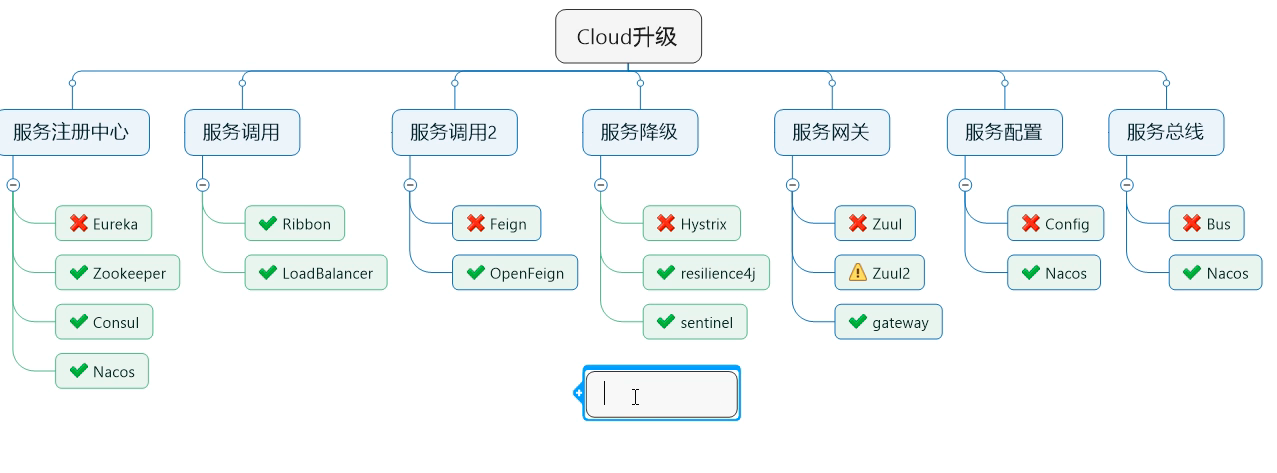 Cloud升级
服务注册中心
服务调用
服务调用2
服务降级
服务网关
服务配置
服务总线
Eureka
Zookeeper
Consul
Nacos
Ribbon
LoadBalancer
Feign
OpenFeign
Hystrix
resilience4j
sentinel
Zuul
Zuul2
gateway
Config
Nacos
Bus
Nacos